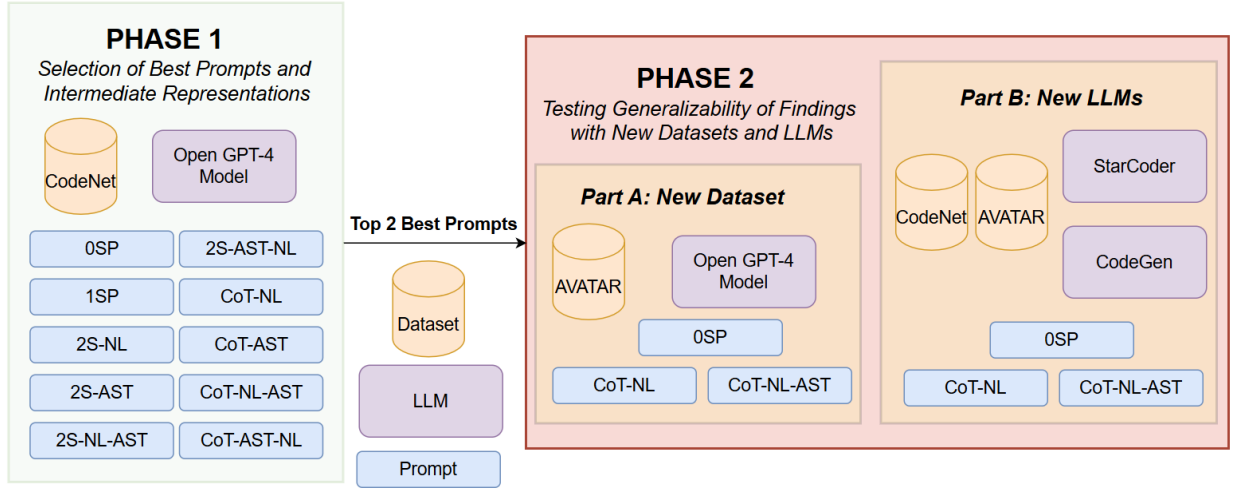 PHASE 1
Selection of Best Prompts and
Intermediate Representations
CodeNet
Open GPT-4
Model
0SP
2S-AST-NL
1SP
CoT-NL
2S-NL
CoT-AST
2S-AST
CoT-NL-AST
2S-NL-AST
CoT-AST-NL
Top 2 Best Prompts
Dataset
LLM
Prompt
PHASE 2
Testing Generalizability of Findings
with New Datasets and LLMs
Part A: New Dataset
AVATAR
Open GPT-4
Model
0SP
CoT-NL
CoT-NL-AST
Part B: New LLMs
CodeNet
AVATAR
StarCoder
CodeGen
0SP
CoT-NL
CoT-NL-AST